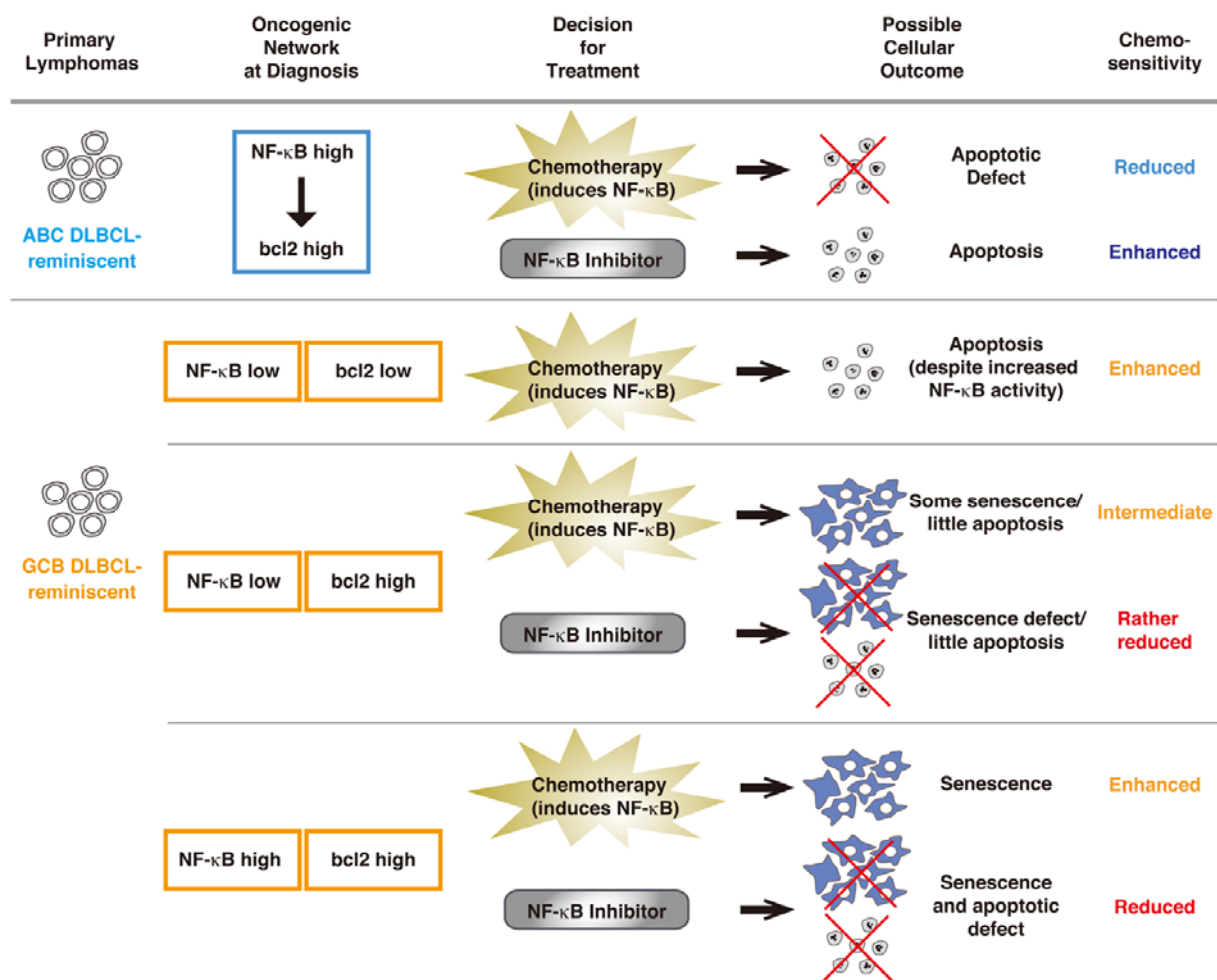 Primary
Lymphomas
Oncogenic
Network
at Diagnosis
Decision
for
Treatment
Possible
Cellular
Outcome
Chemo-
sensitivity
ABC DLBCL-
reminiscent
NF-κB high
bcl2 high
Chemotherapy
(induces NF-κB)
Apoptotic
Defect
Reduced
NF-κB Inhibitor
Apoptosis
Enhanced
NF-κB low
bcl2 low
Chemotherapy
(induces NF-κB)
Apoptosis
(despite increased
NF-κB activity)
Enhanced
GCB DLBCL-
reminiscent
NF-κB low
bcl2 high
Chemotherapy
(induces NF-κB)
Some senescence/
little apoptosis
Intermediate
NF-κB Inhibitor
Senescence defect/
little apoptosis
Rather
reduced
NF-κB high
bcl2 high
Chemotherapy
(induces NF-κB)
Senescence
Enhanced
NF-κB Inhibitor
Senescence
and apoptotic
defect
Reduced